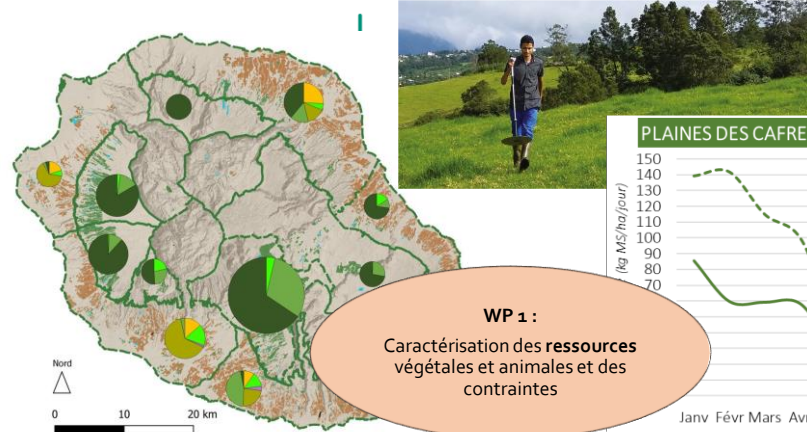 I
PLAINES DES CAFRE
150
140
130
120
110
100
90
80
70
(kg MS/ha/jour)
WP 1 :
Caractérisation des ressources
végétales et animales et des
contraintes
Nord
0 10 20 km
Janv Févr Mars Avr